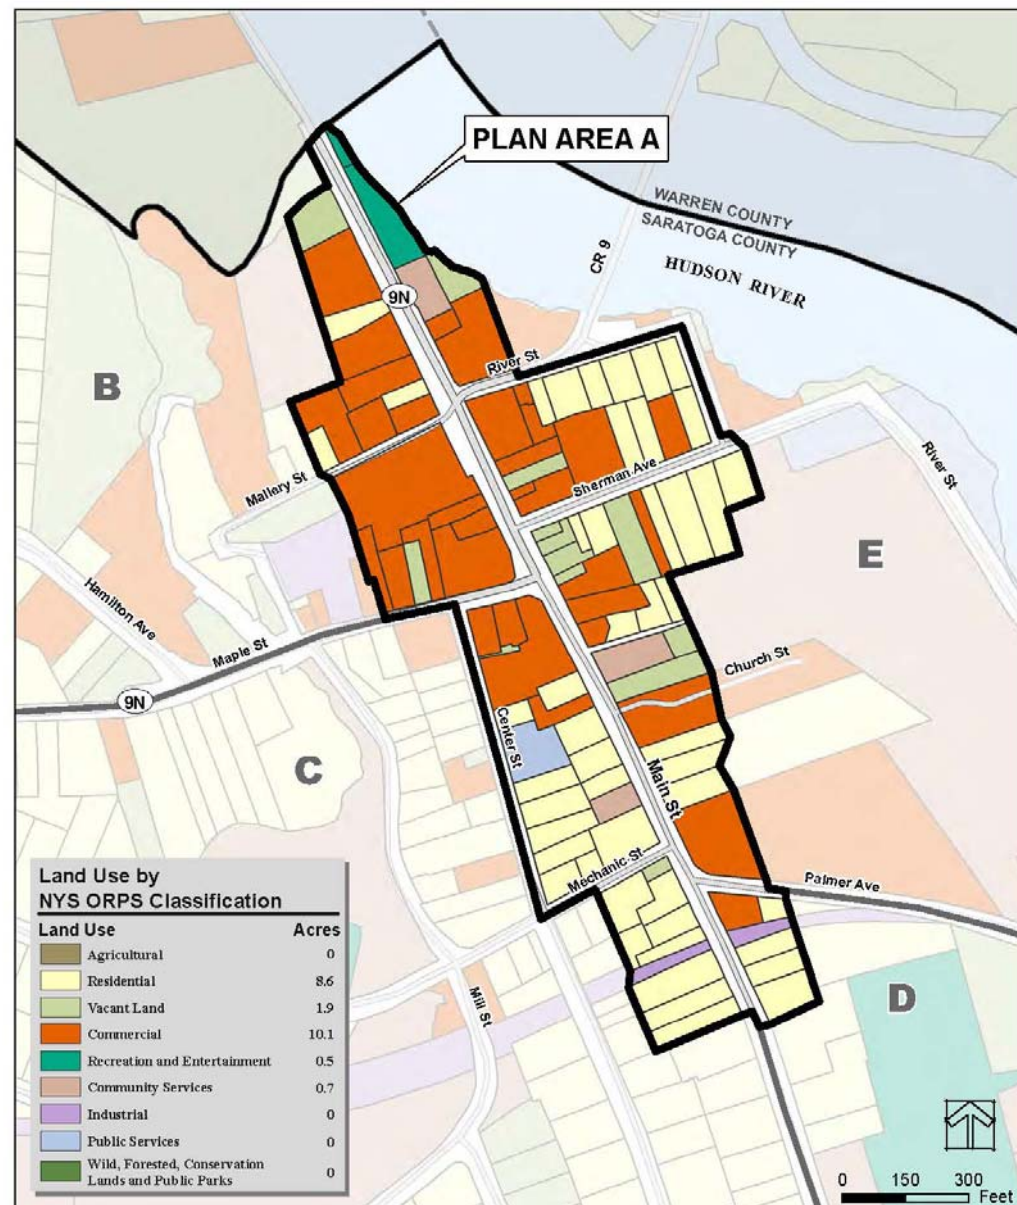 PLAN AREA A
WARREN COUNTY
SARATOGA COUNTY
HUDSON RIVER
CR 9
9N
River St
B
Mallery St
Sherman Ave
River St
E
Hamilton Ave
Maple St
9N
Church St
Center St
C
Main St
Mechanic St
Palmer Ave
Mill St
D
Land Use by
NYS ORPS Classification
Land Use Acres
Agricultural 0
Residential 8.6
Vacant Land 1.9
Commercial 10.1
Recreation and Entertainment 0.5
Community Services 0.7
Industrial 0
Public Services 0
Wild, Forested, Conservation
Lands and Public Parks 0
0 150 300
Feet